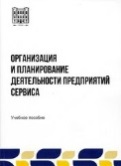 ОРГАНИЗАЦИЯ
И ПЛАНИРОВАНИЕ
ДЕЯТЕЛЬНОСТИ ПРЕДПРИЯТИЙ
СЕРВИСА
Учебное пособие